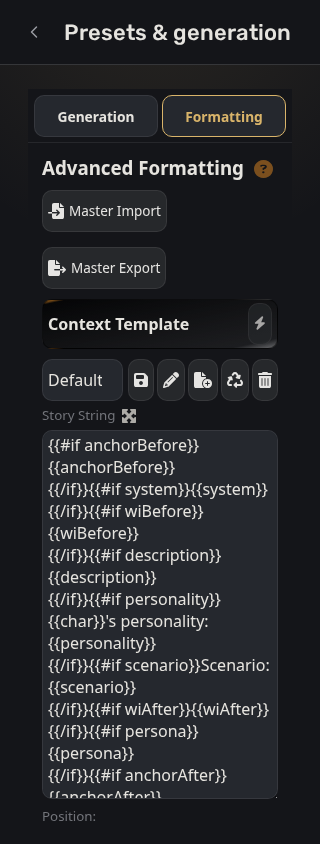 Presets & generation
Generation
Formatting
Advanced Formatting ?
Master Import
Master Export
Context Template
Default
Story String
{{#if anchorBefore}}
{{anchorBefore}}
{{/if}}{{#if system}}{{system}}
{{/if}}{{#if wiBefore}}
{{wiBefore}}
{{/if}}{{#if description}}
{{description}}
{{/if}}{{#if personality}}
{{char}}'s personality:
{{personality}}
{{/if}}{{#if scenario}}Scenario:
{{scenario}}
{{/if}}{{#if wiAfter}}{{wiAfter}}
{{/if}}{{#if persona}}
{{persona}}
{{/if}}{{#if anchorAfter}}
{{anchorAfter}}
Position: